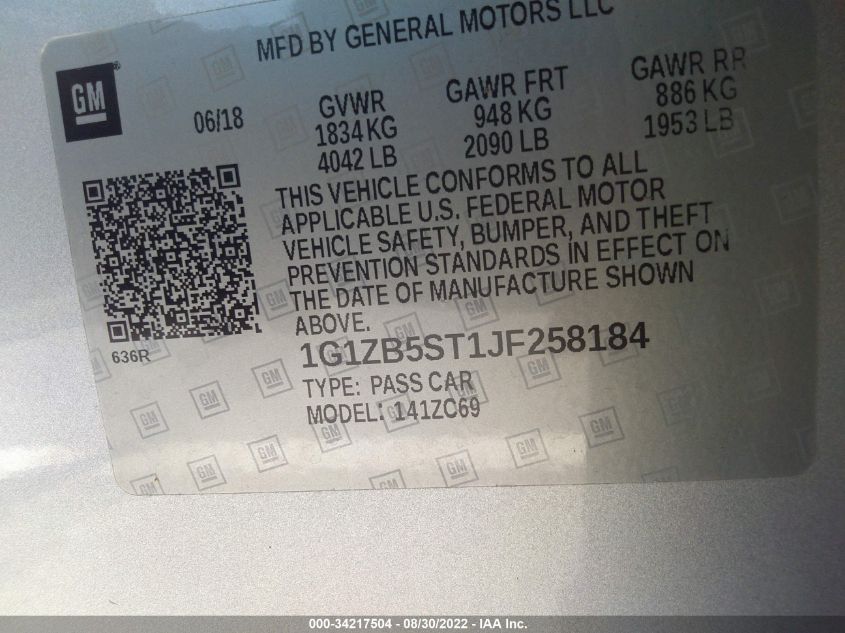 MFD BY GENERAL MOTORS LLC
GM
06/18
GVWR
1834 KG
4042 LB
GAWR FRT
948 KG
2090 LB
GAWR RR
886 KG
1953 LB
THIS VEHICLE CONFORMS TO ALL
APPLICABLE U.S. FEDERAL MOTOR
VEHICLE SAFETY, BUMPER, AND THEFT
PREVENTION STANDARDS IN EFFECT ON
THE DATE OF MANUFACTURE SHOWN
ABOVE.
636R
1G1ZB5ST1JF258184
TYPE: PASS CAR
MODEL: 141ZC69
000-34217504 - 08/30/2022 - IAA Inc.